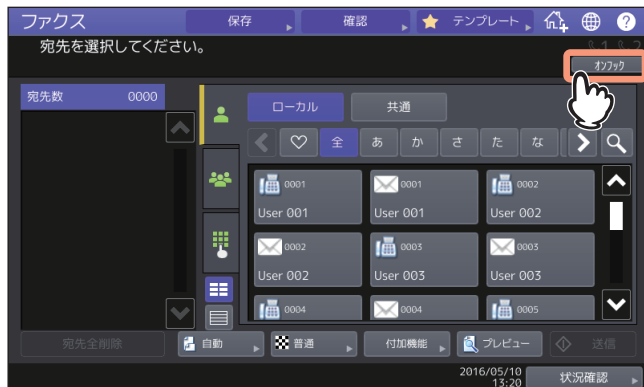 ファクス 保存 確認 テンプレート ?
宛先を選択してください。
1 2
オンフック
宛先数 0000
ローカル 共通
全 あ か さ た な
0001 0001 0002
User 001 User 001 User 002
0002 0003 0003
User 002 User 003 User 003
0004 0004 0005
宛先全削除 自動 普通 付加機能 プレビュー 送信
2016/05/10
13:20
状況確認